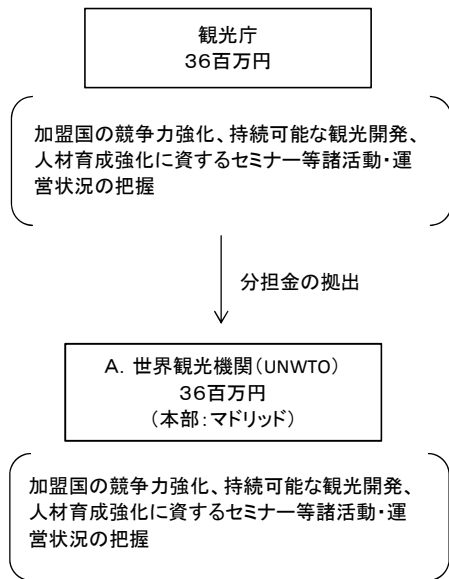 観光庁
３６百万円
加盟国の競争力強化、持続可能な観光開発、
人材育成強化に資するセミナー等諸活動・運
営状況の把握
分担金の拠出
Ａ．世界観光機関（UNWTO）
３６百万円
（本部：マドリッド）
加盟国の競争力強化、持続可能な観光開発、
人材育成強化に資するセミナー等諸活動・運
営状況の把握